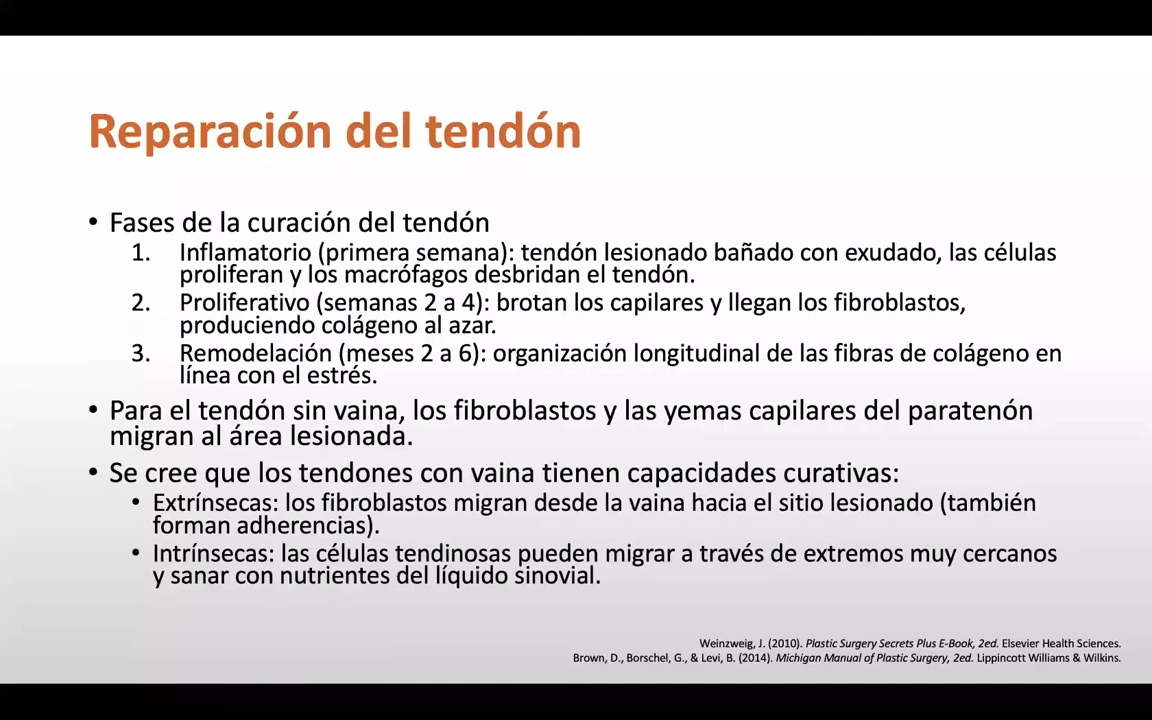 Reparación del tendón
• Fases de la curación del tendón
1. Inflamatorio (primera semana): tendón lesionado bañado con exudado, las células
proliferan y los macrófagos desbridan el tendón.
2. Proliferativo (semanas 2 a 4): brotan los capilares y llegan los fibroblastos,
produciendo colágeno al azar.
3. Remodelación (meses 2 a 6): organización longitudinal de las fibras de colágeno en
línea con el estrés.
• Para el tendón sin vaina, los fibroblastos y las yemas capilares del paratenón
migran al área lesionada.
• Se cree que los tendones con vaina tienen capacidades curativas:
• Extrínsecas: los fibroblastos migran desde la vaina hacia el sitio lesionado (también
forman adherencias).
• Intrínsecas: las células tendinosas pueden migrar a través de extremos muy cercanos
y sanar con nutrientes del líquido sinovial.
Weinzweig, J. (2010). Plastic Surgery Secrets Plus E-Book, 2ed. Elsevier Health Sciences.
Brown, D., Borschel, G., & Levi, B. (2014). Michigan Manual of Plastic Surgery, 2ed. Lippincott Williams & Wilkins.